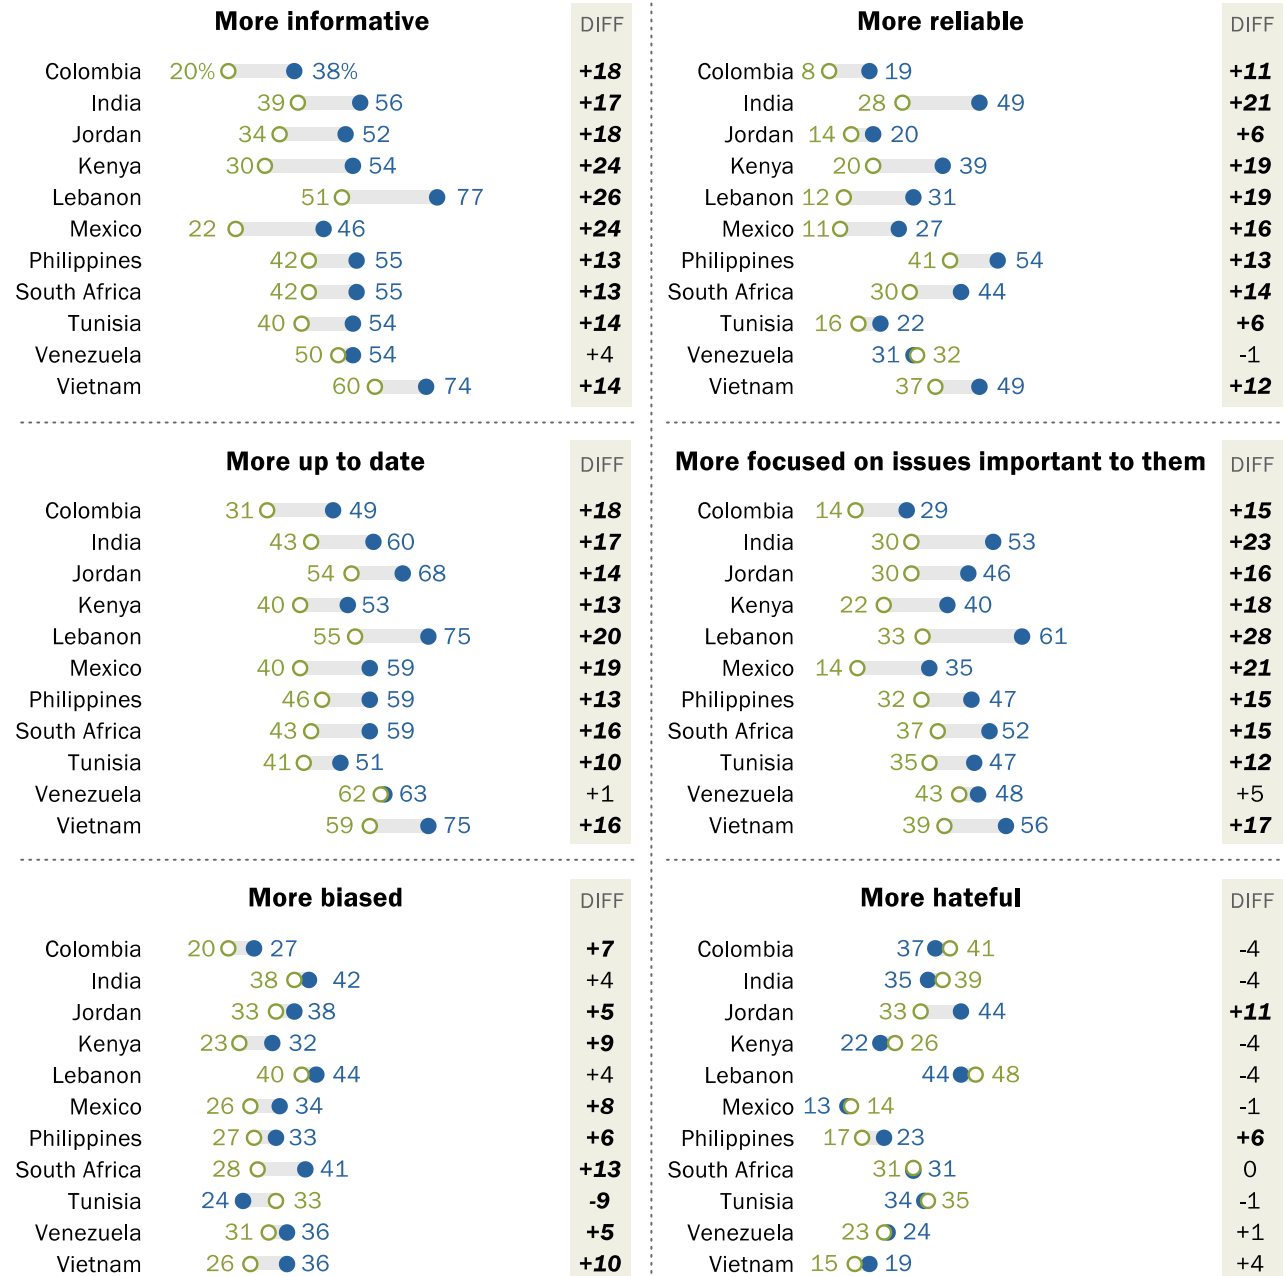 More informative DIFF
Colombia 20% 38% +18
India 39 56 +17
Jordan 34 52 +18
Kenya 30 54 +24
Lebanon 51 77 +26
Mexico 22 46 +24
Philippines 42 55 +13
South Africa 42 55 +13
Tunisia 40 54 +14
Venezuela 50 54 +4
Vietnam 60 74 +14
More reliable DIFF
Colombia 8 19 +11
India 28 49 +21
Jordan 14 20 +6
Kenya 20 39 +19
Lebanon 12 31 +19
Mexico 11 27 +16
Philippines 41 54 +13
South Africa 30 44 +14
Tunisia 16 22 +6
Venezuela 31 32 -1
Vietnam 37 49 +12
More up to date DIFF
Colombia 31 49 +18
India 43 60 +17
Jordan 54 68 +14
Kenya 40 53 +13
Lebanon 55 75 +20
Mexico 40 59 +19
Philippines 46 59 +13
South Africa 43 59 +16
Tunisia 41 51 +10
Venezuela 62 63 +1
Vietnam 59 75 +16
More focused on issues important to them DIFF
Colombia 14 29 +15
India 30 53 +23
Jordan 30 46 +16
Kenya 22 40 +18
Lebanon 33 61 +28
Mexico 14 35 +21
Philippines 32 47 +15
South Africa 37 52 +15
Tunisia 35 47 +12
Venezuela 43 48 +5
Vietnam 39 56 +17
More biased DIFF
Colombia 20 27 +7
India 38 42 +4
Jordan 33 38 +5
Kenya 23 32 +9
Lebanon 40 44 +4
Mexico 26 34 +8
Philippines 27 33 +6
South Africa 28 41 +13
Tunisia 24 33 -9
Venezuela 31 36 +5
Vietnam 26 36 +10
More hateful DIFF
Colombia 37 41 -4
India 35 39 -4
Jordan 33 44 +11
Kenya 22 26 -4
Lebanon 44 48 -4
Mexico 13 14 -1
Philippines 17 23 +6
South Africa 31 31 0
Tunisia 34 35 -1
Venezuela 23 24 +1
Vietnam 15 19 +4